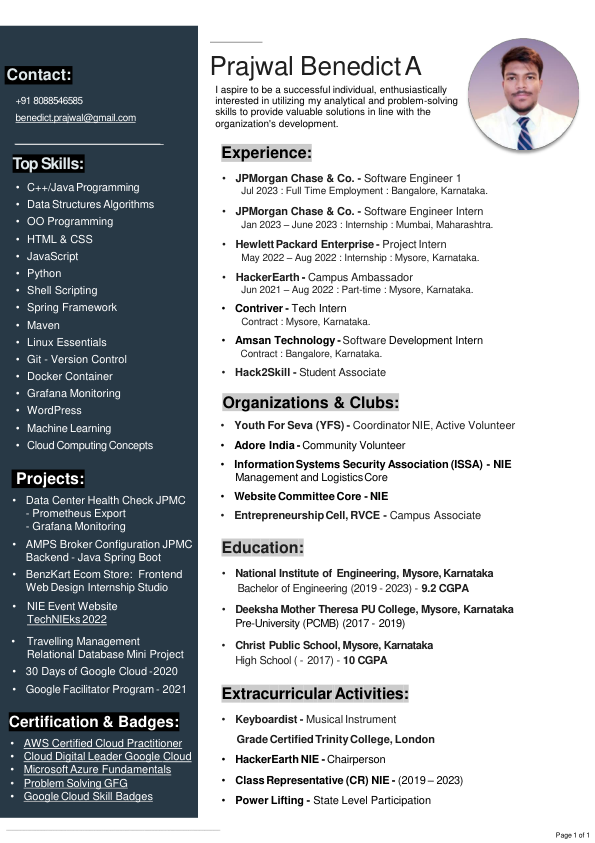 Contact:
+91 8088546585
benedict.prajwal@gmail.com
Top Skills:
• C++/Java Programming
• Data Structures Algorithms
• OO Programming
• HTML & CSS
• JavaScript
• Python
• Shell Scripting
• Spring Framework
• Maven
• Linux Essentials
• Git - Version Control
• Docker Container
• Grafana Monitoring
• WordPress
• Machine Learning
• Cloud Computing Concepts
Projects:
• Data Center Health Check JPMC
- Prometheus Export
- Grafana Monitoring
• AMPS Broker Configuration JPMC
Backend - Java Spring Boot
• BenzKart Ecom Store: Frontend
Web Design Internship Studio
• NIE Event Website
TechNIEks 2022
• Travelling Management
Relational Database Mini Project
• 30 Days of Google Cloud -2020
• Google Facilitator Program - 2021
Certification & Badges:
• AWS Certified Cloud Practitioner
• Cloud Digital Leader Google Cloud
• Microsoft Azure Fundamentals
• Problem Solving GFG
• Google Cloud Skill Badges
Prajwal Benedict A
I aspire to be a successful individual, enthusiastically
interested in utilizing my analytical and problem-solving
skills to provide valuable solutions in line with the
organization's development.
Experience:
• JPMorgan Chase & Co. - Software Engineer 1
Jul 2023 : Full Time Employment : Bangalore, Karnataka.
• JPMorgan Chase & Co. - Software Engineer Intern
Jan 2023 – June 2023 : Internship : Mumbai, Maharashtra.
• Hewlett Packard Enterprise - Project Intern
May 2022 – Aug 2022 : Internship : Mysore, Karnataka.
• HackerEarth - Campus Ambassador
Jun 2021 – Aug 2022 : Part-time : Mysore, Karnataka.
• Contriver - Tech Intern
Contract : Mysore, Karnataka.
• Amsan Technology - Software Development Intern
Contract : Bangalore, Karnataka.
• Hack2Skill - Student Associate
Organizations & Clubs:
• Youth For Seva (YFS) - Coordinator NIE, Active Volunteer
• Adore India - Community Volunteer
• Information Systems Security Association (ISSA) - NIE
Management and Logistics Core
• Website Committee Core - NIE
• Entrepreneurship Cell, RVCE - Campus Associate
Education:
• National Institute of Engineering, Mysore, Karnataka
Bachelor of Engineering (2019 - 2023) - 9.2 CGPA
• Deeksha Mother Theresa PU College, Mysore, Karnataka
Pre-University (PCMB) (2017 - 2019)
• Christ Public School, Mysore, Karnataka
High School ( - 2017) - 10 CGPA
Extracurricular Activities:
• Keyboardist - Musical Instrument
Grade Certified Trinity College, London
• HackerEarth NIE - Chairperson
• Class Representative (CR) NIE - (2019 – 2023)
• Power Lifting - State Level Participation
Page 1 of 1